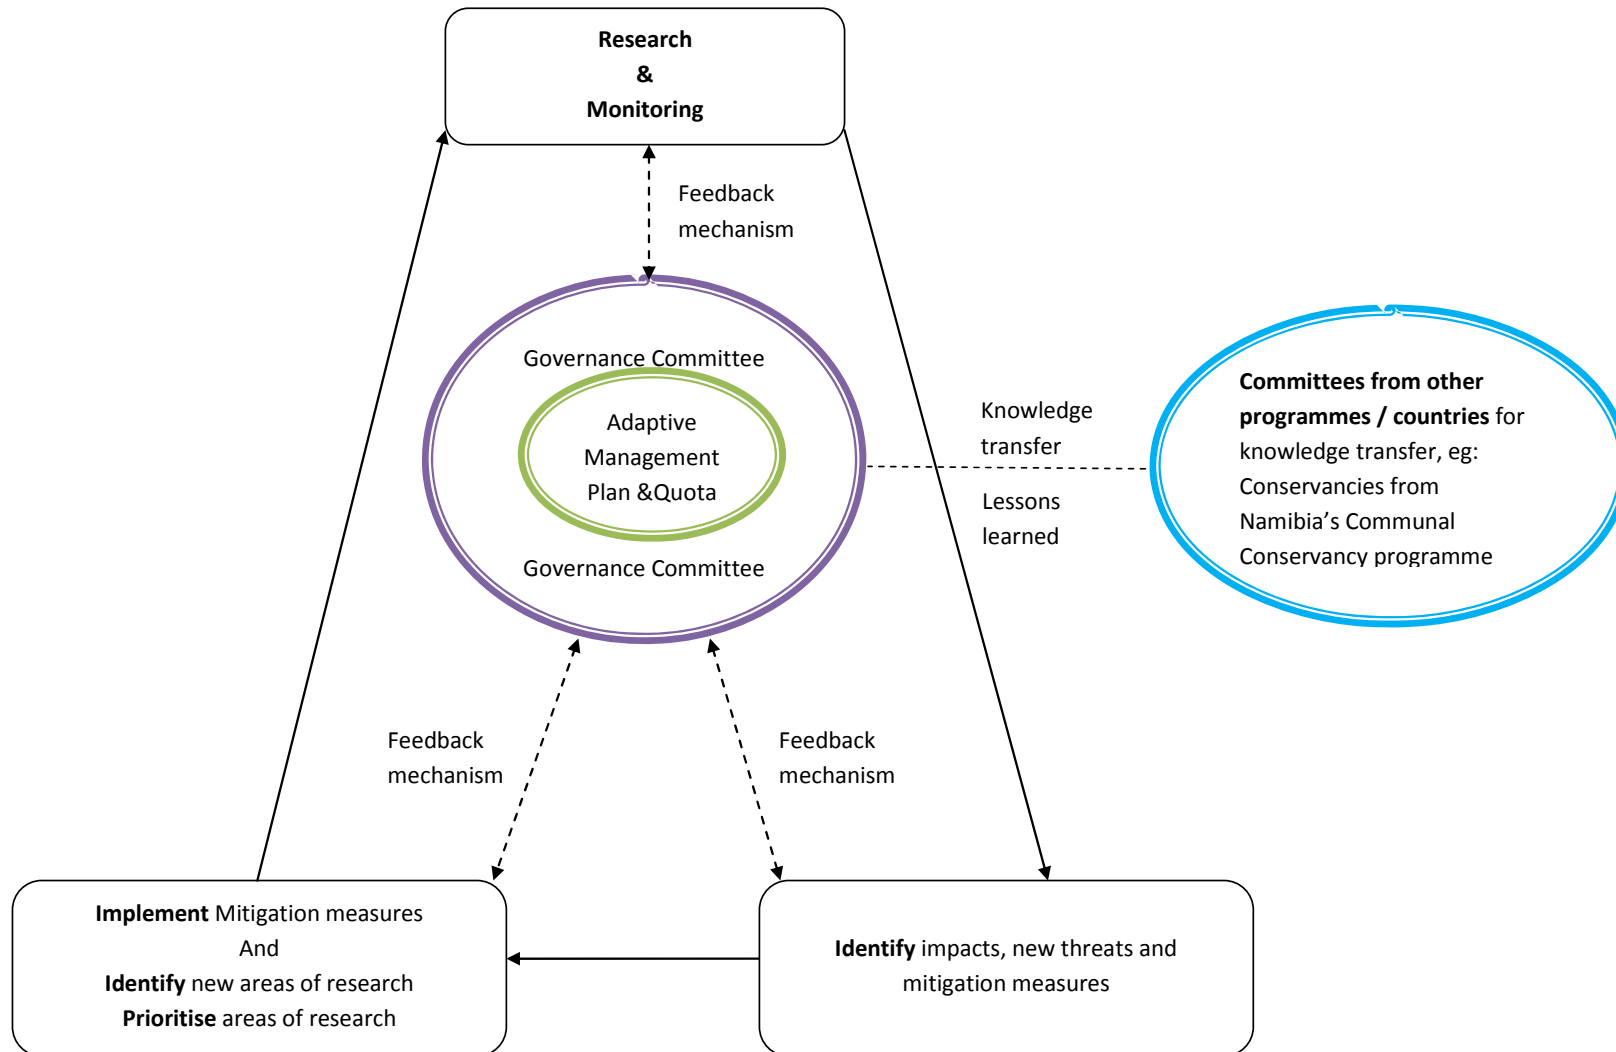 Research
&
Monitoring
Feedback
mechanism
Governance Committee
Adaptive
Management
Plan &Quota
Governance Committee
Knowledge
transfer
Lessons
learned
Committees from other
programmes / countries for
knowledge transfer, eg:
Conservancies from
Namibia’s Communal
Conservancy programme
Feedback
mechanism
Feedback
mechanism
Implement Mitigation measures
And
Identify new areas of research
Prioritise areas of research
Identify impacts, new threats and
mitigation measures